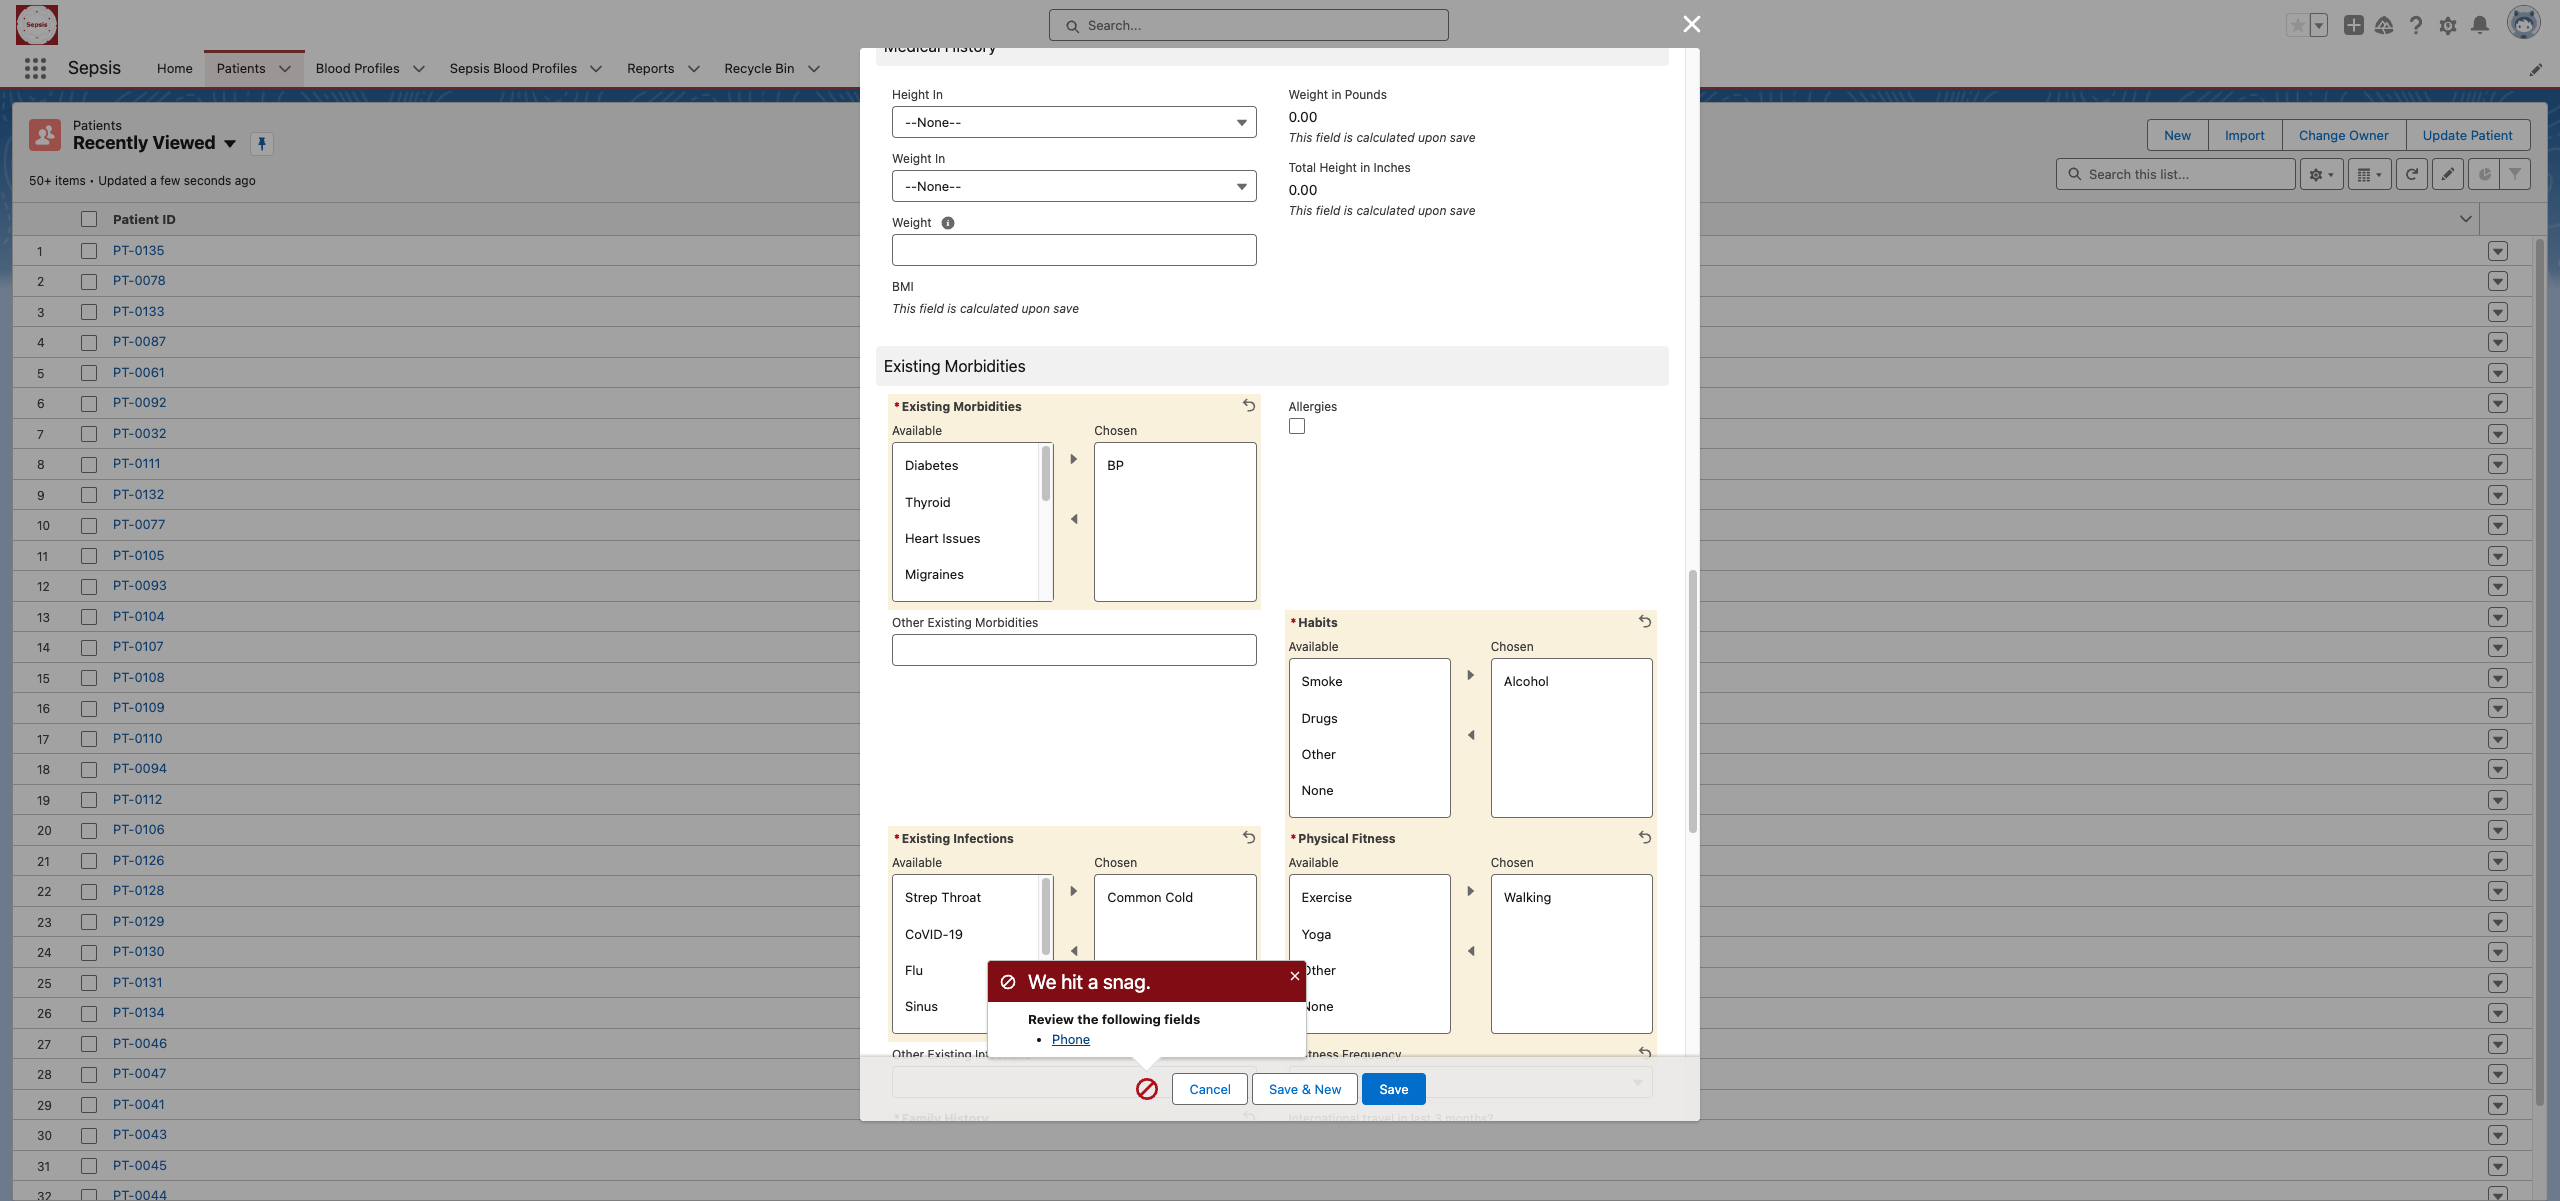 Sepsis
Search...
Sepsis
Home
Patients
Blood Profiles
Sepsis Blood Profiles
Reports
Recycle Bin
Patients
Recently Viewed
50+ items • Updated a few seconds ago
New
Import
Change Owner
Update Patient
Search this list...
Patient ID
1 PT-0135
2 PT-0078
3 PT-0133
4 PT-0087
5 PT-0061
6 PT-0092
7 PT-0032
8 PT-0111
9 PT-0132
10 PT-0077
11 PT-0105
12 PT-0093
13 PT-0104
14 PT-0107
15 PT-0108
16 PT-0109
17 PT-0110
18 PT-0094
19 PT-0112
20 PT-0106
21 PT-0126
22 PT-0128
23 PT-0129
24 PT-0130
25 PT-0131
26 PT-0134
27 PT-0046
28 PT-0047
29 PT-0041
30 PT-0043
31 PT-0045
32 PT-0044
Medical History
Height In
--None--
Weight In
--None--
Weight
BMI
This field is calculated upon save
Weight in Pounds
0.00
This field is calculated upon save
Total Height in Inches
0.00
This field is calculated upon save
Existing Morbidities
*Existing Morbidities
Available
Diabetes
Thyroid
Heart Issues
Migraines
Chosen
BP
Allergies
Other Existing Morbidities
*Habits
Available
Smoke
Drugs
Other
None
Chosen
Alcohol
*Existing Infections
Available
Strep Throat
CoVID-19
Flu
Sinus
Chosen
Common Cold
*Physical Fitness
Available
Exercise
Yoga
Other
None
Chosen
Walking
Other Existing
Frequency
We hit a snag.
Review the following fields
• Phone
Cancel
Save & New
Save
*Family History
International travel in last 3 months?